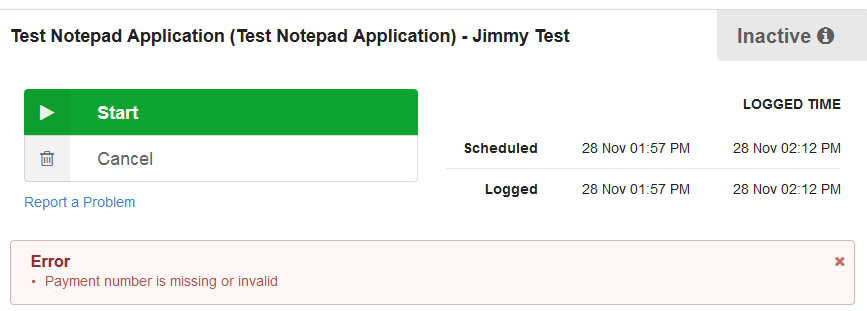 Test Notepad Application (Test Notepad Application) - Jimmy Test
Inactive
Start
Cancel
Report a Problem
LOGGED TIME
Scheduled 28 Nov 01:57 PM 28 Nov 02:12 PM
Logged 28 Nov 01:57 PM 28 Nov 02:12 PM
Error
• Payment number is missing or invalid